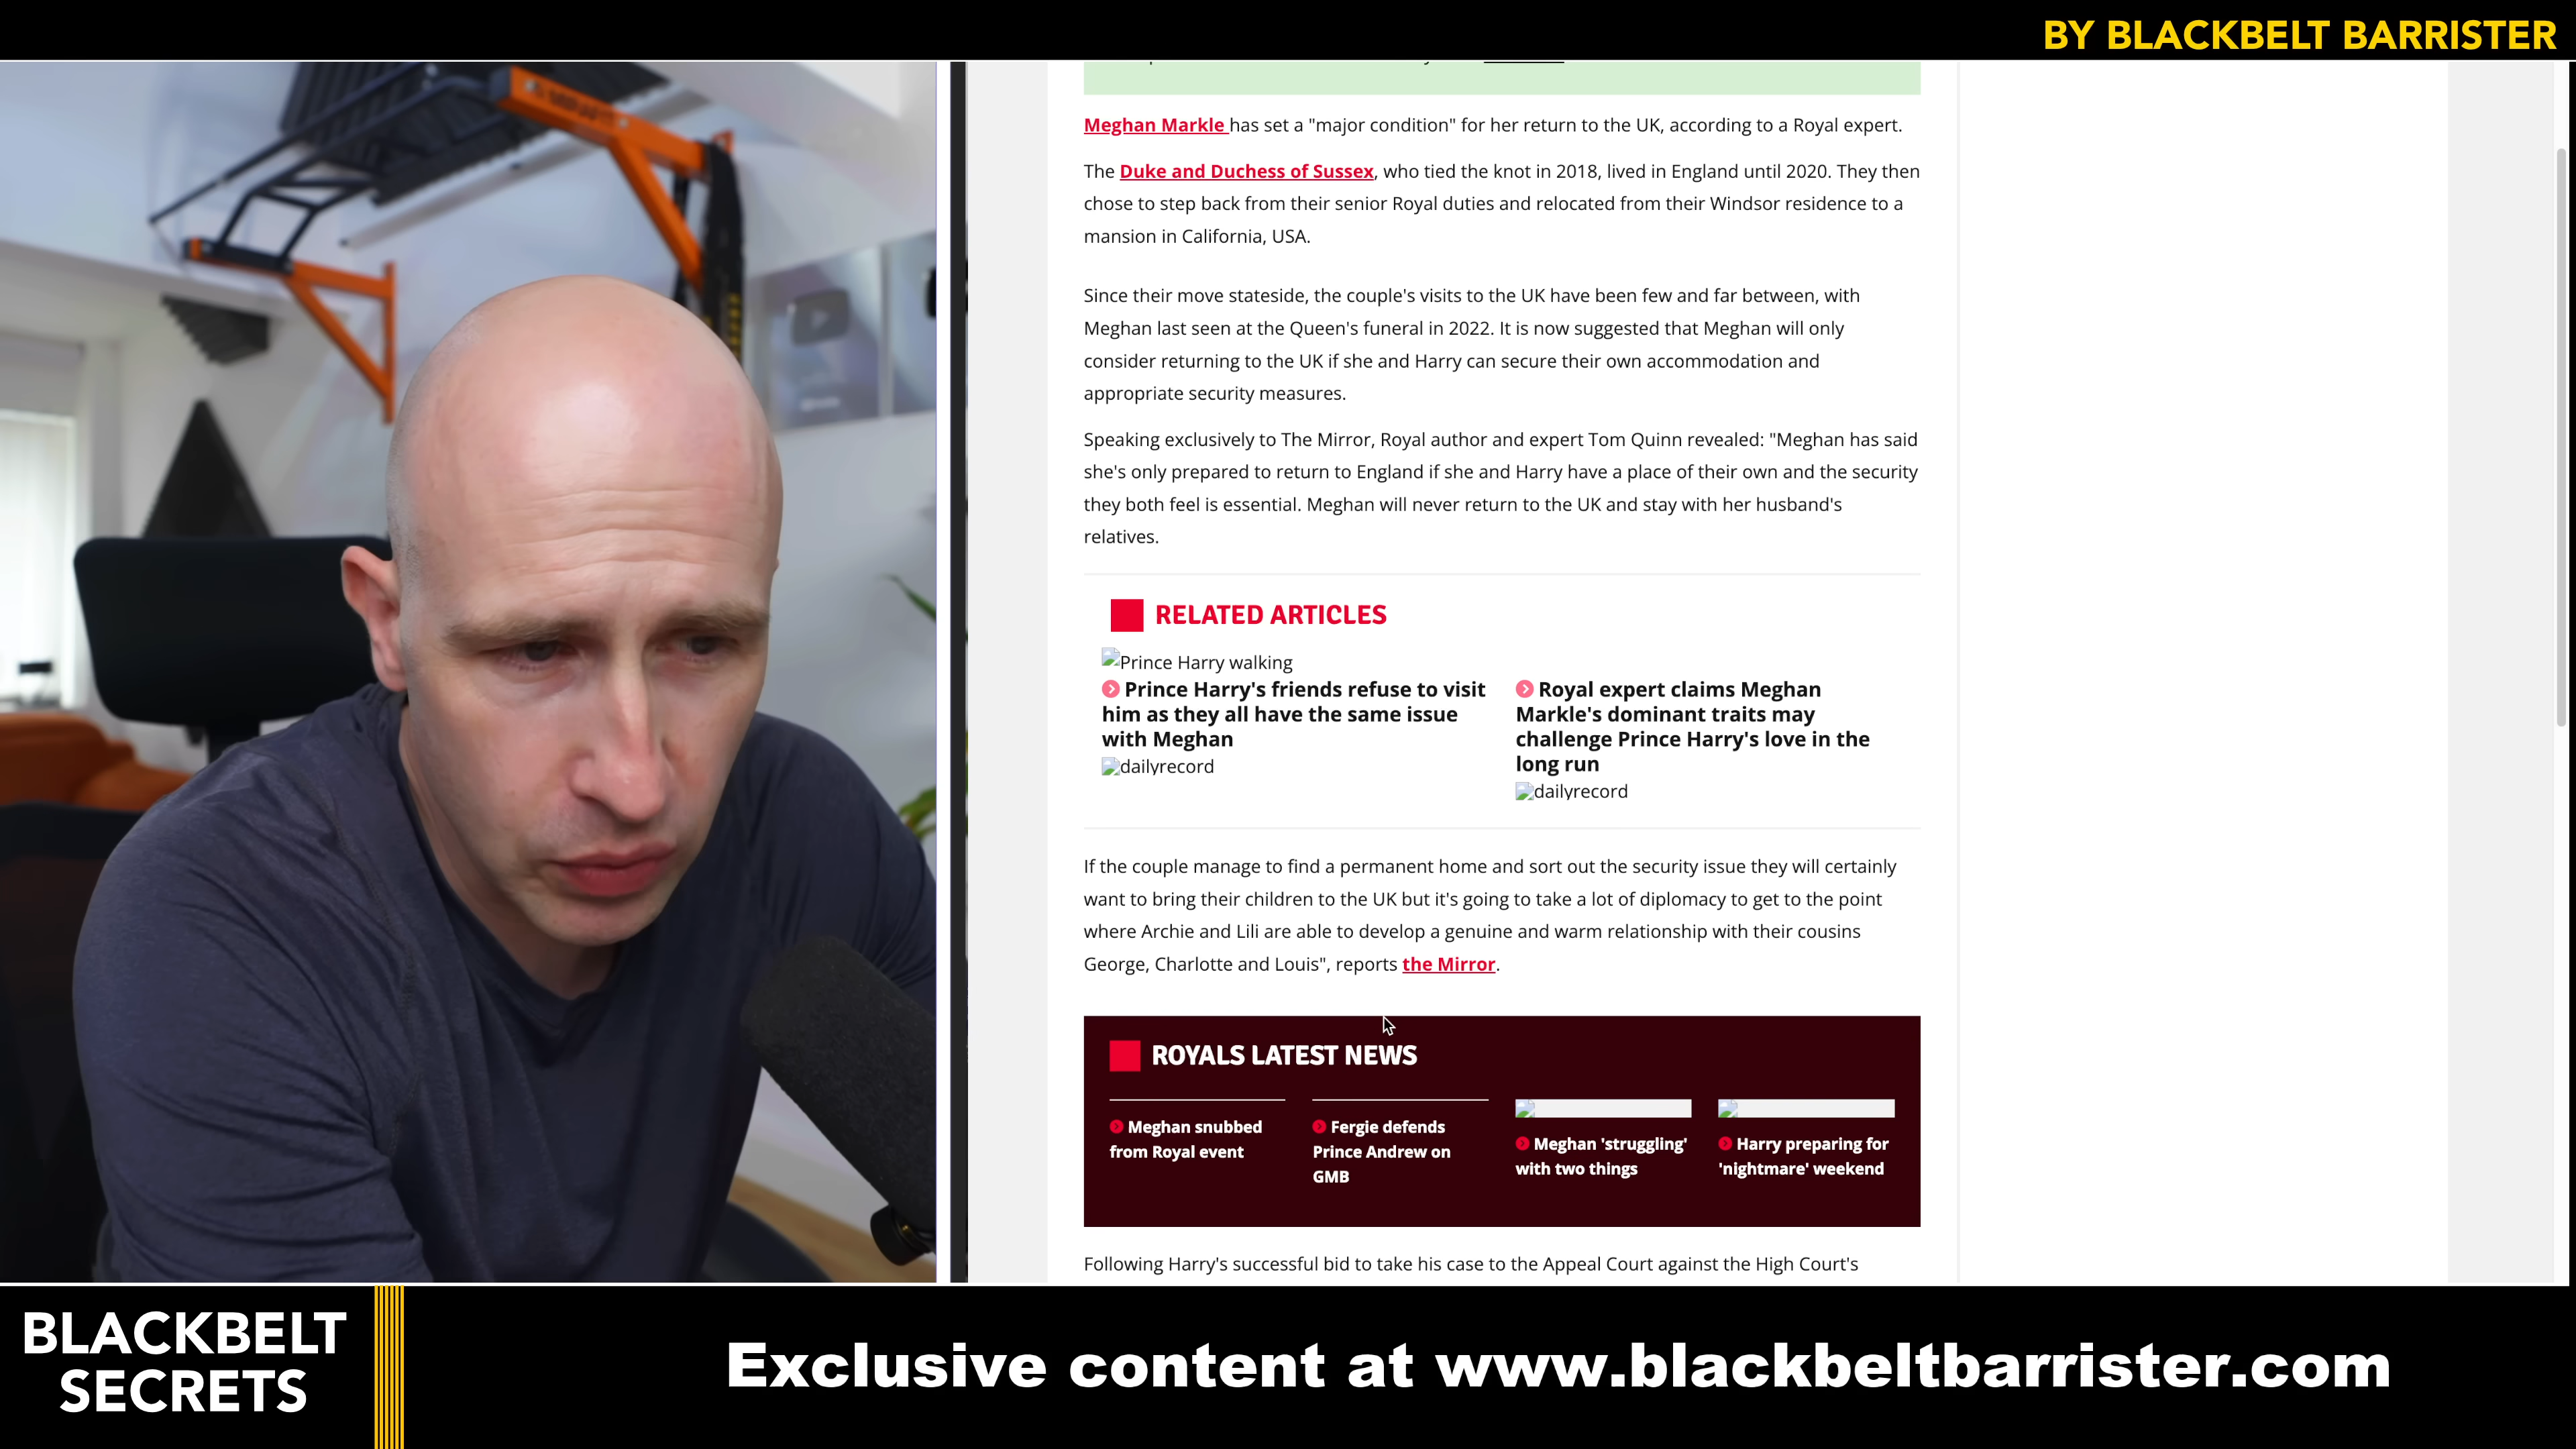 BY BLACKBELT BARRISTER
Meghan Markle has set a "major condition" for her return to the UK, according to a Royal expert.
The Duke and Duchess of Sussex, who tied the knot in 2018, lived in England until 2020. They then
chose to step back from their senior Royal duties and relocated from their Windsor residence to a
mansion in California, USA.
Since their move stateside, the couple's visits to the UK have been few and far between, with
Meghan last seen at the Queen's funeral in 2022. It is now suggested that Meghan will only
consider returning to the UK if she and Harry can secure their own accommodation and
appropriate security measures.
Speaking exclusively to The Mirror, Royal author and expert Tom Quinn revealed: "Meghan has said
she's only prepared to return to England if she and Harry have a place of their own and the security
they both feel is essential. Meghan will never return to the UK and stay with her husband's
relatives.
RELATED ARTICLES
Prince Harry walking
Prince Harry's friends refuse to visit
him as they all have the same issue
with Meghan
dailyrecord
Royal expert claims Meghan
Markle's dominant traits may
challenge Prince Harry's love in the
long run
dailyrecord
If the couple manage to find a permanent home and sort out the security issue they will certainly
want to bring their children to the UK but it's going to take a lot of diplomacy to get to the point
where Archie and Lili are able to develop a genuine and warm relationship with their cousins
George, Charlotte and Louis", reports the Mirror.
ROYALS LATEST NEWS
Meghan snubbed
from Royal event
Fergie defends
Prince Andrew on
GMB
Meghan 'struggling'
with two things
Harry preparing for
'nightmare' weekend
Following Harry's successful bid to take his case to the Appeal Court against the High Court's
BLACKBELT
SECRETS
Exclusive content at www.blackbeltbarrister.com